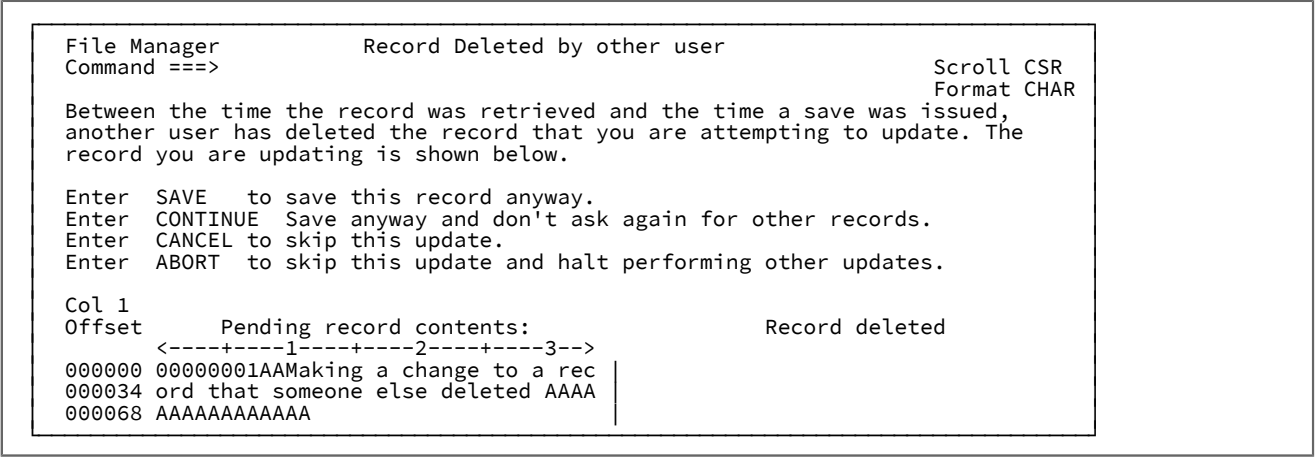 File Manager Record Deleted by other user
Command ===> Scroll CSR
Format CHAR
Between the time the record was retrieved and the time a save was issued,
another user has deleted the record that you are attempting to update. The
record you are updating is shown below.
Enter SAVE to save this record anyway.
Enter CONTINUE Save anyway and don't ask again for other records.
Enter CANCEL to skip this update.
Enter ABORT to skip this update and halt performing other updates.
Col 1
Offset Pending record contents: Record deleted
<----+----1----+----2----+----3-->
000000 00000001AAMaking a change to a rec |
000034 ord that someone else deleted AAAA |
000068 AAAAAAAAAAAA |